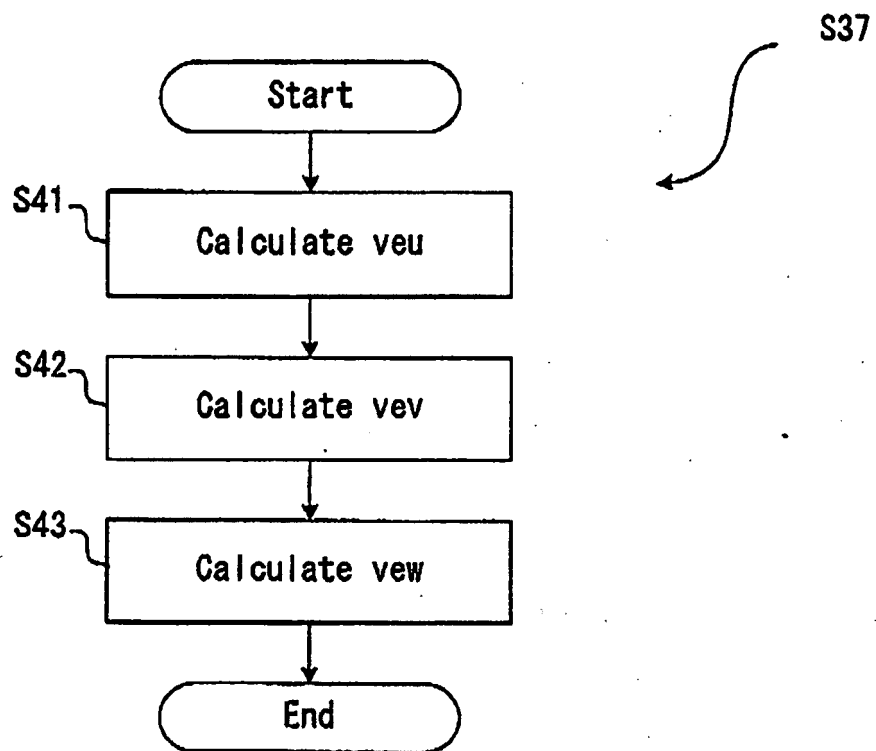 S37
Start
S41
Calculate veu
S42
Calculate vev
S43
Calculate vew
End